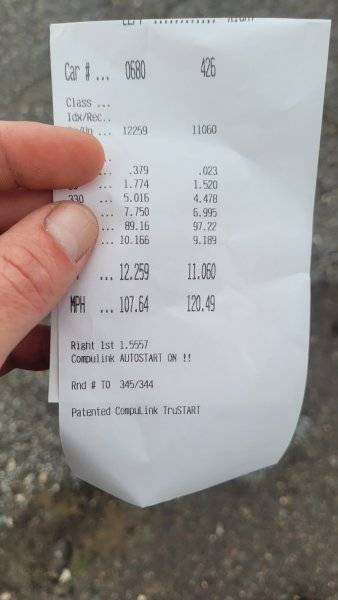 Right
Car # ... 0680 426
Class ...
Idx/Rec..
... 12259 11060
..
.379 .023
... 1.774 1.520
330 ... 5.016 4.478
... 7.750 6.995
... 89.16 97.22
... 10.166 9.189
... 12.259 11.060
MPH ... 107.64 120.49
Right 1st 1.5557
Compulink AUTOSTART ON !!
Rnd # TO 345/344
Patented CompuLink TruSTART